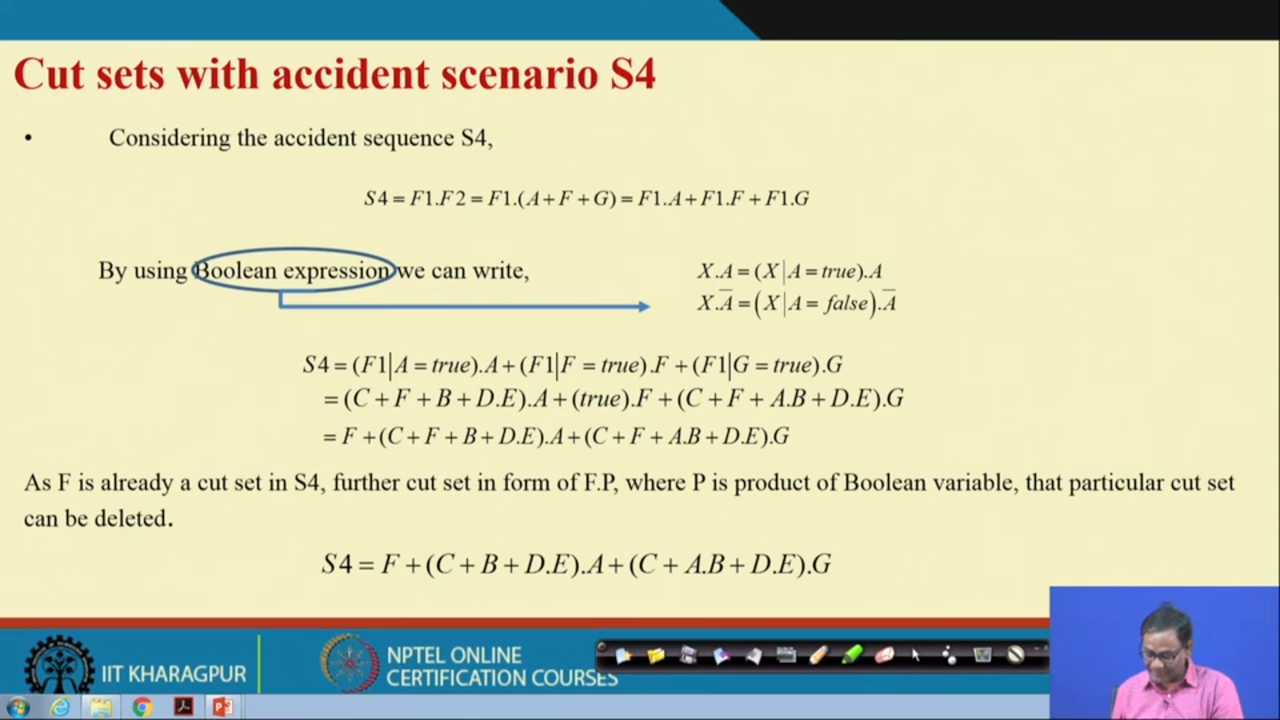 Cut sets with accident scenario S4
• Considering the accident sequence S4,
S4 = F1.F2 = F1.(A + F + G) = F1.A + F1.F + F1.G
By using Boolean expression we can write,
X.A = (X|A = true).A
X.A̅ = (X|A = false).A̅
S4 = (F1|A = true).A + (F1|F = true).F + (F1|G = true).G
= (C + F + B + D.E).A + (true).F + (C + F + A.B + D.E).G
= F + (C + F + B + D.E).A + (C + F + A.B + D.E).G
As F is already a cut set in S4, further cut set in form of F.P, where P is product of Boolean variable, that particular cut set
can be deleted.
S4 = F + (C + B + D.E).A + (C + A.B + D.E).G
IIT KHARAGPUR
NPTEL ONLINE
CERTIFICATION COURSES